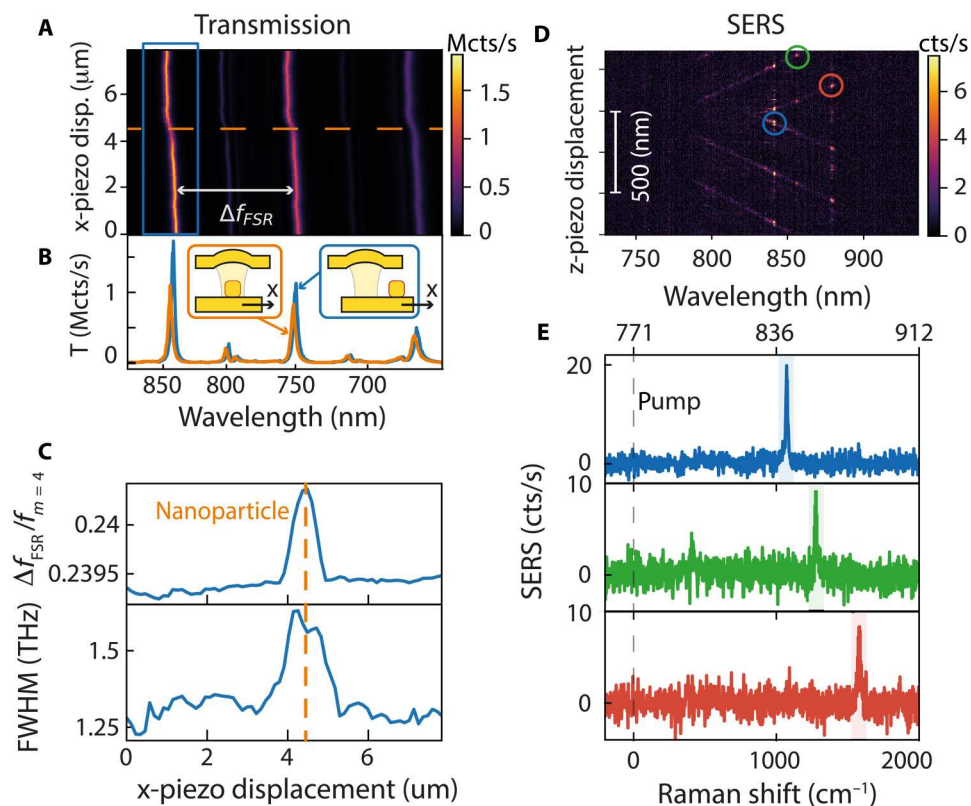 A
Transmission
Mcts/s
x-piezo disp. (μm)
6
4
2
0
Δf_FSR
1.5
1
0.5
0
B
T (Mcts/s)
1
0
x
x
850
800
750
700
Wavelength (nm)
C
Δf_FSR/f_m = 4
0.24
0.2395
Nanoparticle
FWHM (THz)
1.5
1.25
0
2
4
6
x-piezo displacement (um)
D
SERS
cts/s
z-piezo displacement
500 (nm)
6
4
2
0
750
800
850
900
Wavelength (nm)
E
771
836
912
SERS (cts/s)
20
Pump
0
10
0
10
0
0
1000
2000
Raman shift (cm⁻¹)